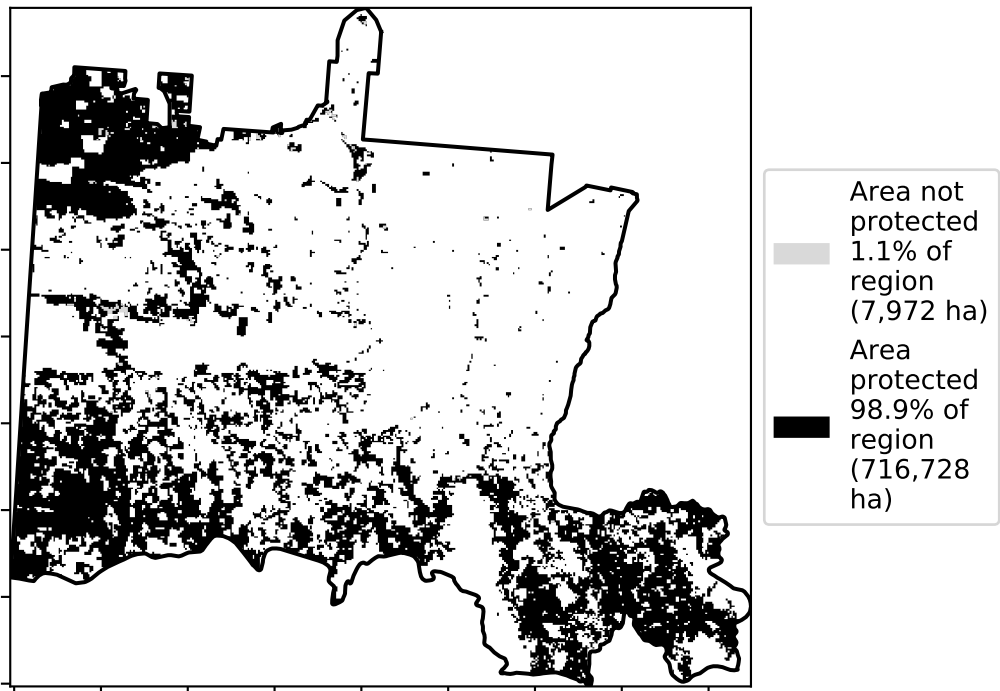 Area not
protected
1.1% of
region
(7,972 ha)
Area
protected
98.9% of
region
(716,728
ha)